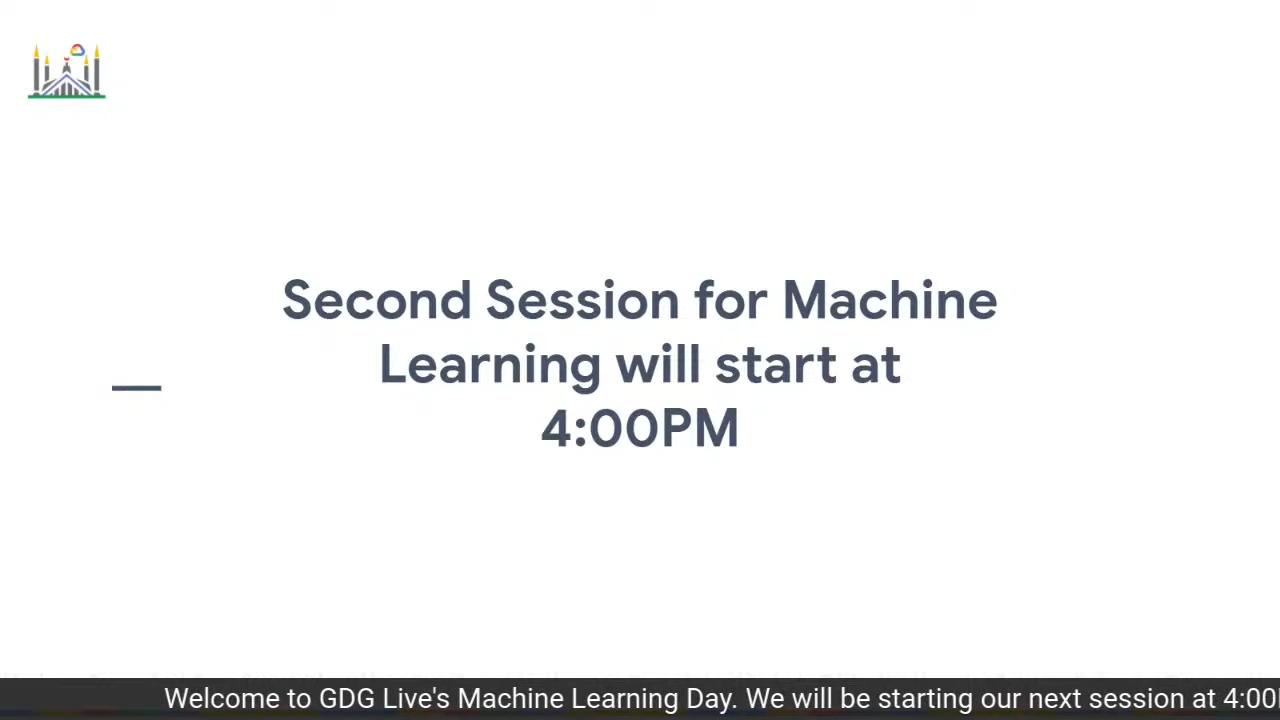 Second Session for Machine
Learning will start at
4:00PM
Welcome to GDG Live's Machine Learning Day. We will be starting our next session at 4:00